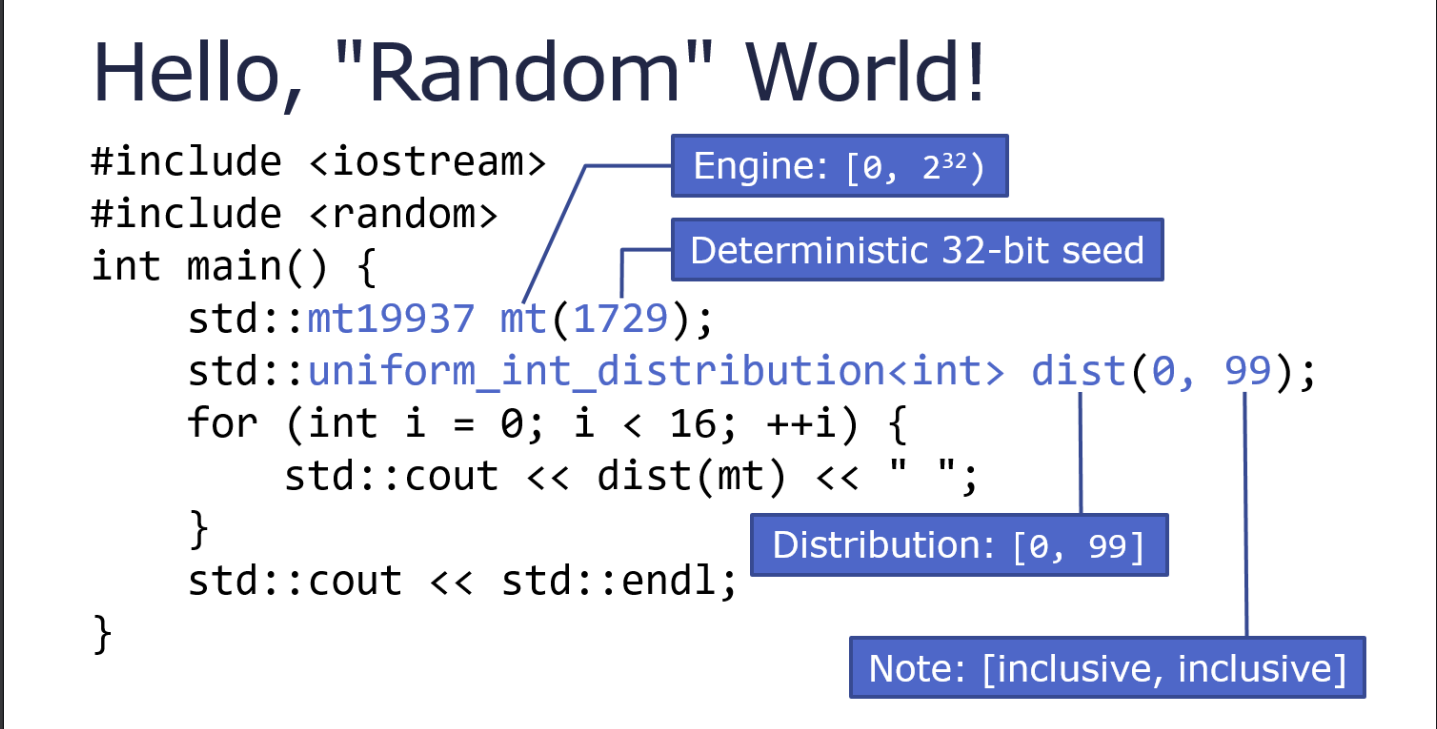 Hello, "Random" World!
#include <iostream>
Engine: [0, 2³²)
#include <random>
Deterministic 32-bit seed
int main() {
    std::mt19937 mt(1729);
    std::uniform_int_distribution<int> dist(0, 99);
    for (int i = 0; i < 16; ++i) {
        std::cout << dist(mt) << " ";
    }
Distribution: [0, 99]
    std::cout << std::endl;
}
Note: [inclusive, inclusive]